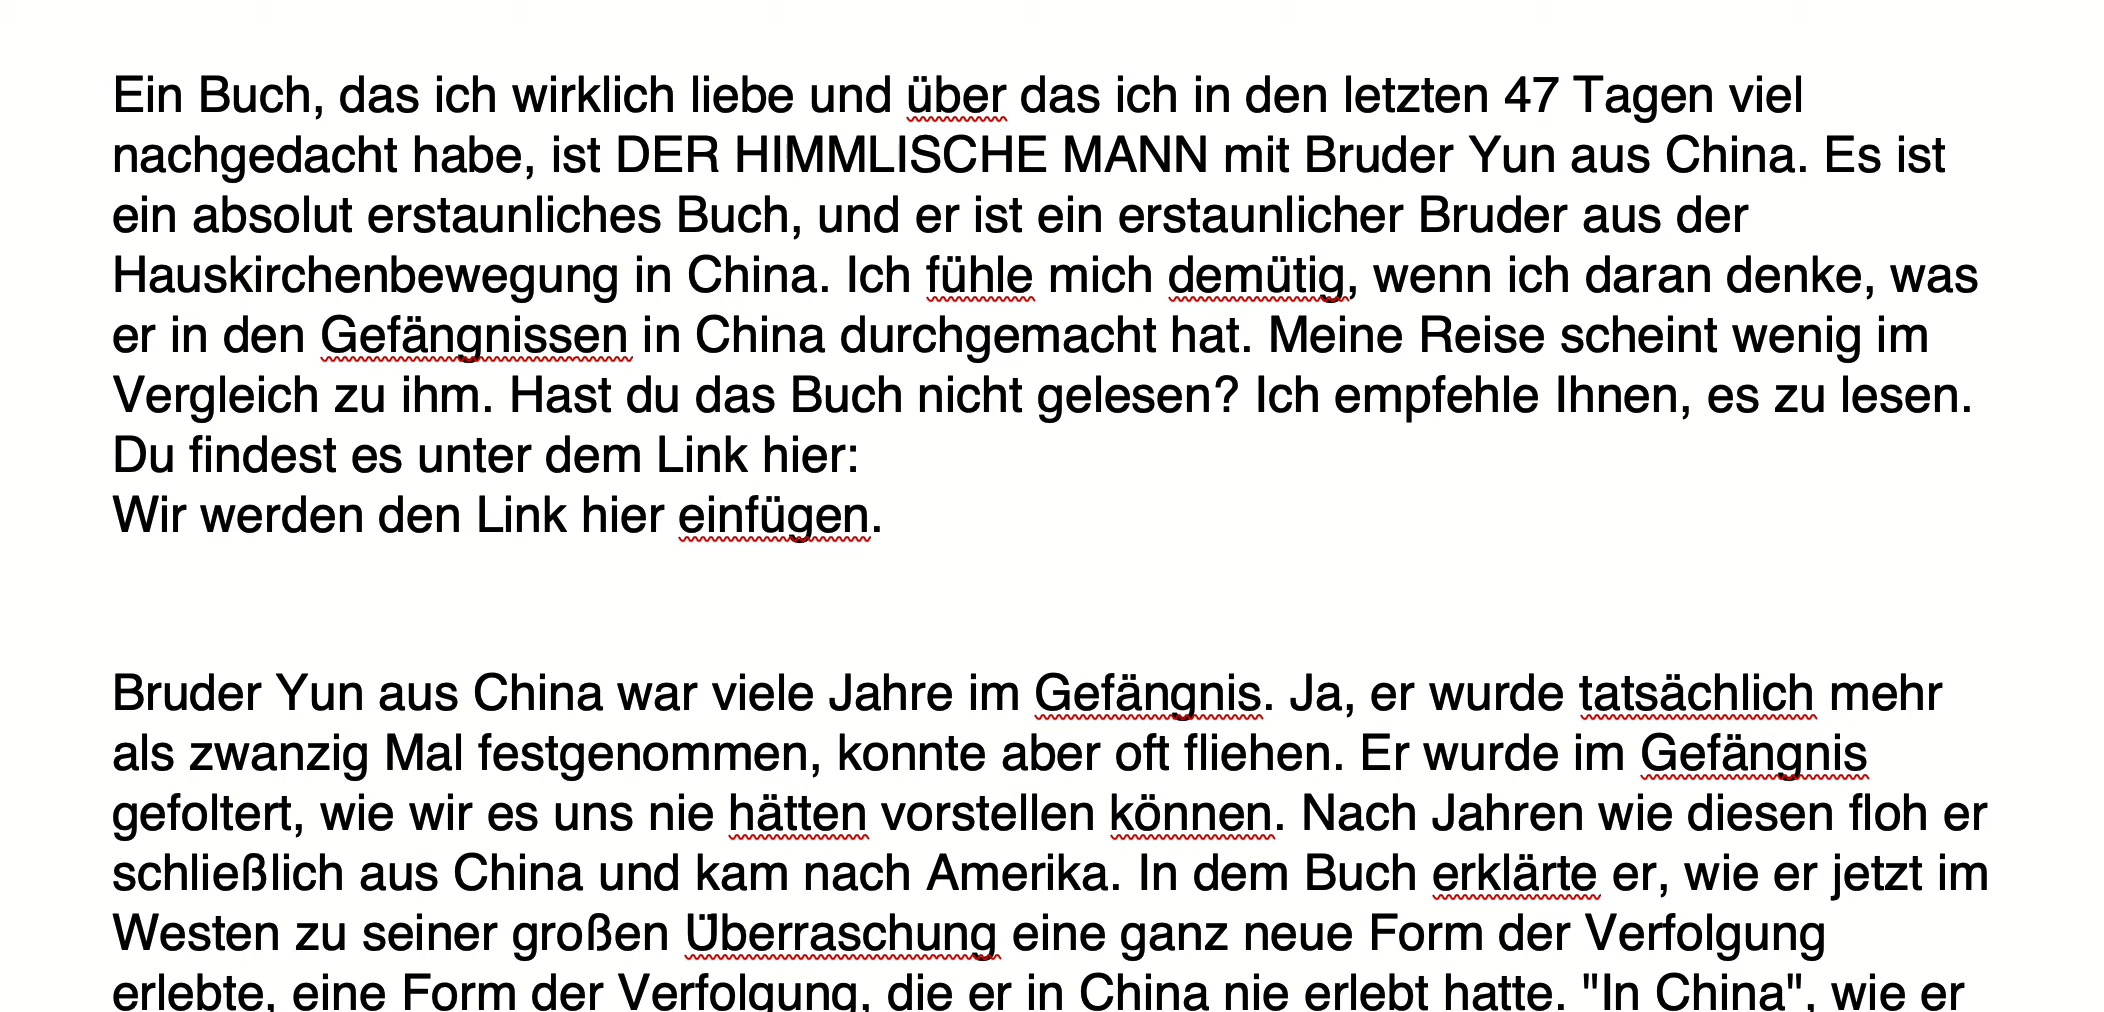 Ein Buch, das ich wirklich liebe und über das ich in den letzten 47 Tagen viel
nachgedacht habe, ist DER HIMMLISCHE MANN mit Bruder Yun aus China. Es ist
ein absolut erstaunliches Buch, und er ist ein erstaunlicher Bruder aus der
Hauskirchenbewegung in China. Ich fühle mich demütig, wenn ich daran denke, was
er in den Gefängnissen in China durchgemacht hat. Meine Reise scheint wenig im
Vergleich zu ihm. Hast du das Buch nicht gelesen? Ich empfehle Ihnen, es zu lesen.
Du findest es unter dem Link hier:
Wir werden den Link hier einfügen.
Bruder Yun aus China war viele Jahre im Gefängnis. Ja, er wurde tatsächlich mehr
als zwanzig Mal festgenommen, konnte aber oft fliehen. Er wurde im Gefängnis
gefoltert, wie wir es uns nie hätten vorstellen können. Nach Jahren wie diesen floh er
schließlich aus China und kam nach Amerika. In dem Buch erklärte er, wie er jetzt im
Westen zu seiner großen Überraschung eine ganz neue Form der Verfolgung
erlebte, eine Form der Verfolgung, die er in China nie erlebt hatte. "In China", wie er